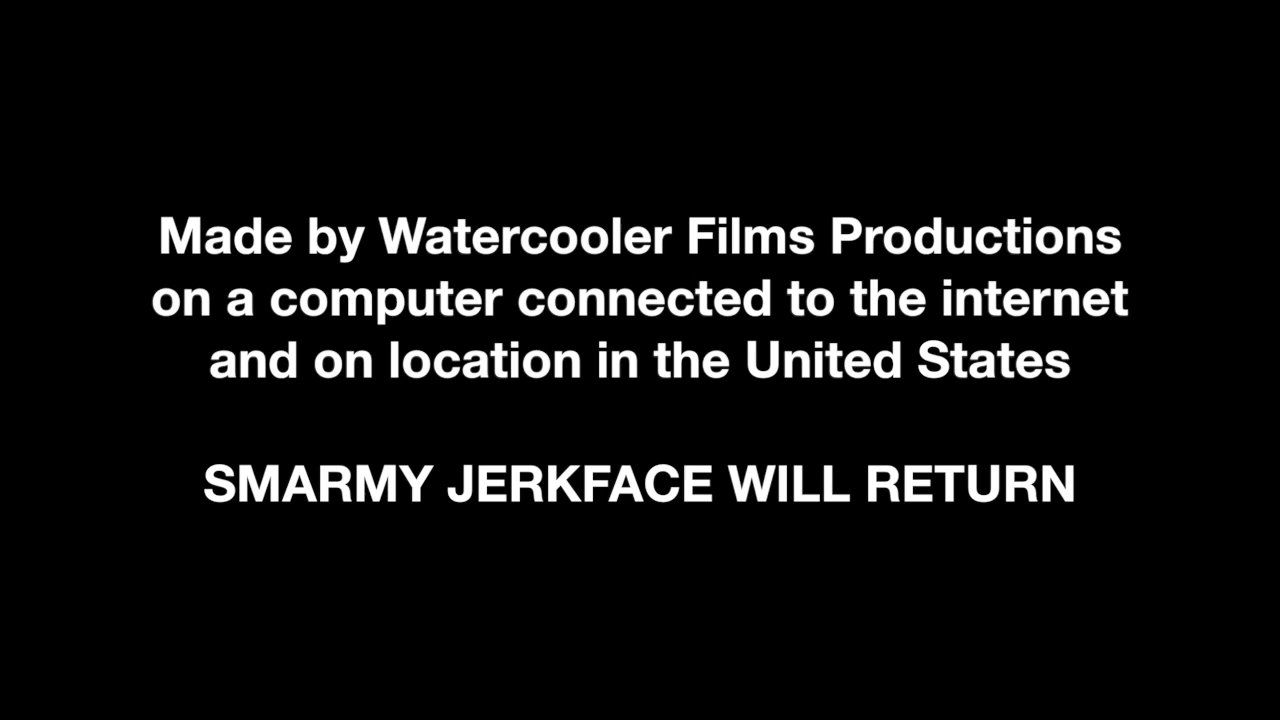 Made by Watercooler Films Productions
on a computer connected to the internet
and on location in the United States
SMARMY JERKFACE WILL RETURN